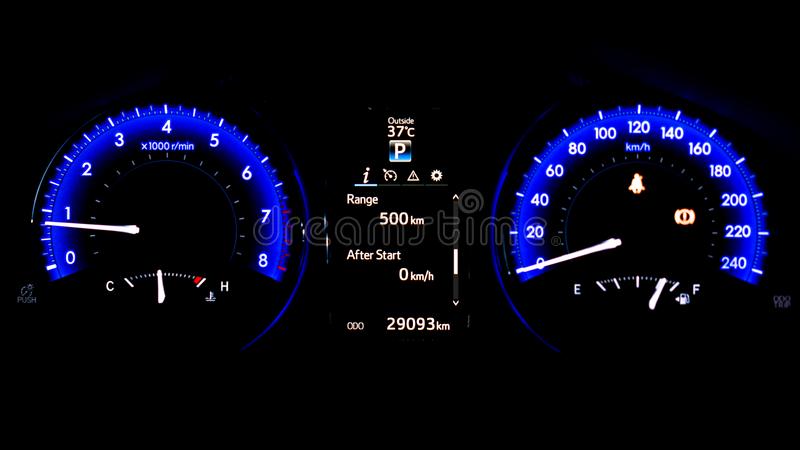 0
1
2
3
4
5
6
7
8
x1000 r/min
C
H
PUSH
Outside
37°C
P
i
Range
500 km
After Start
0 km/h
ODO 29093 km
0
20
40
60
80
100
120
140
160
180
200
220
240
km/h
E
F
ODO
TRIP
dreamstime